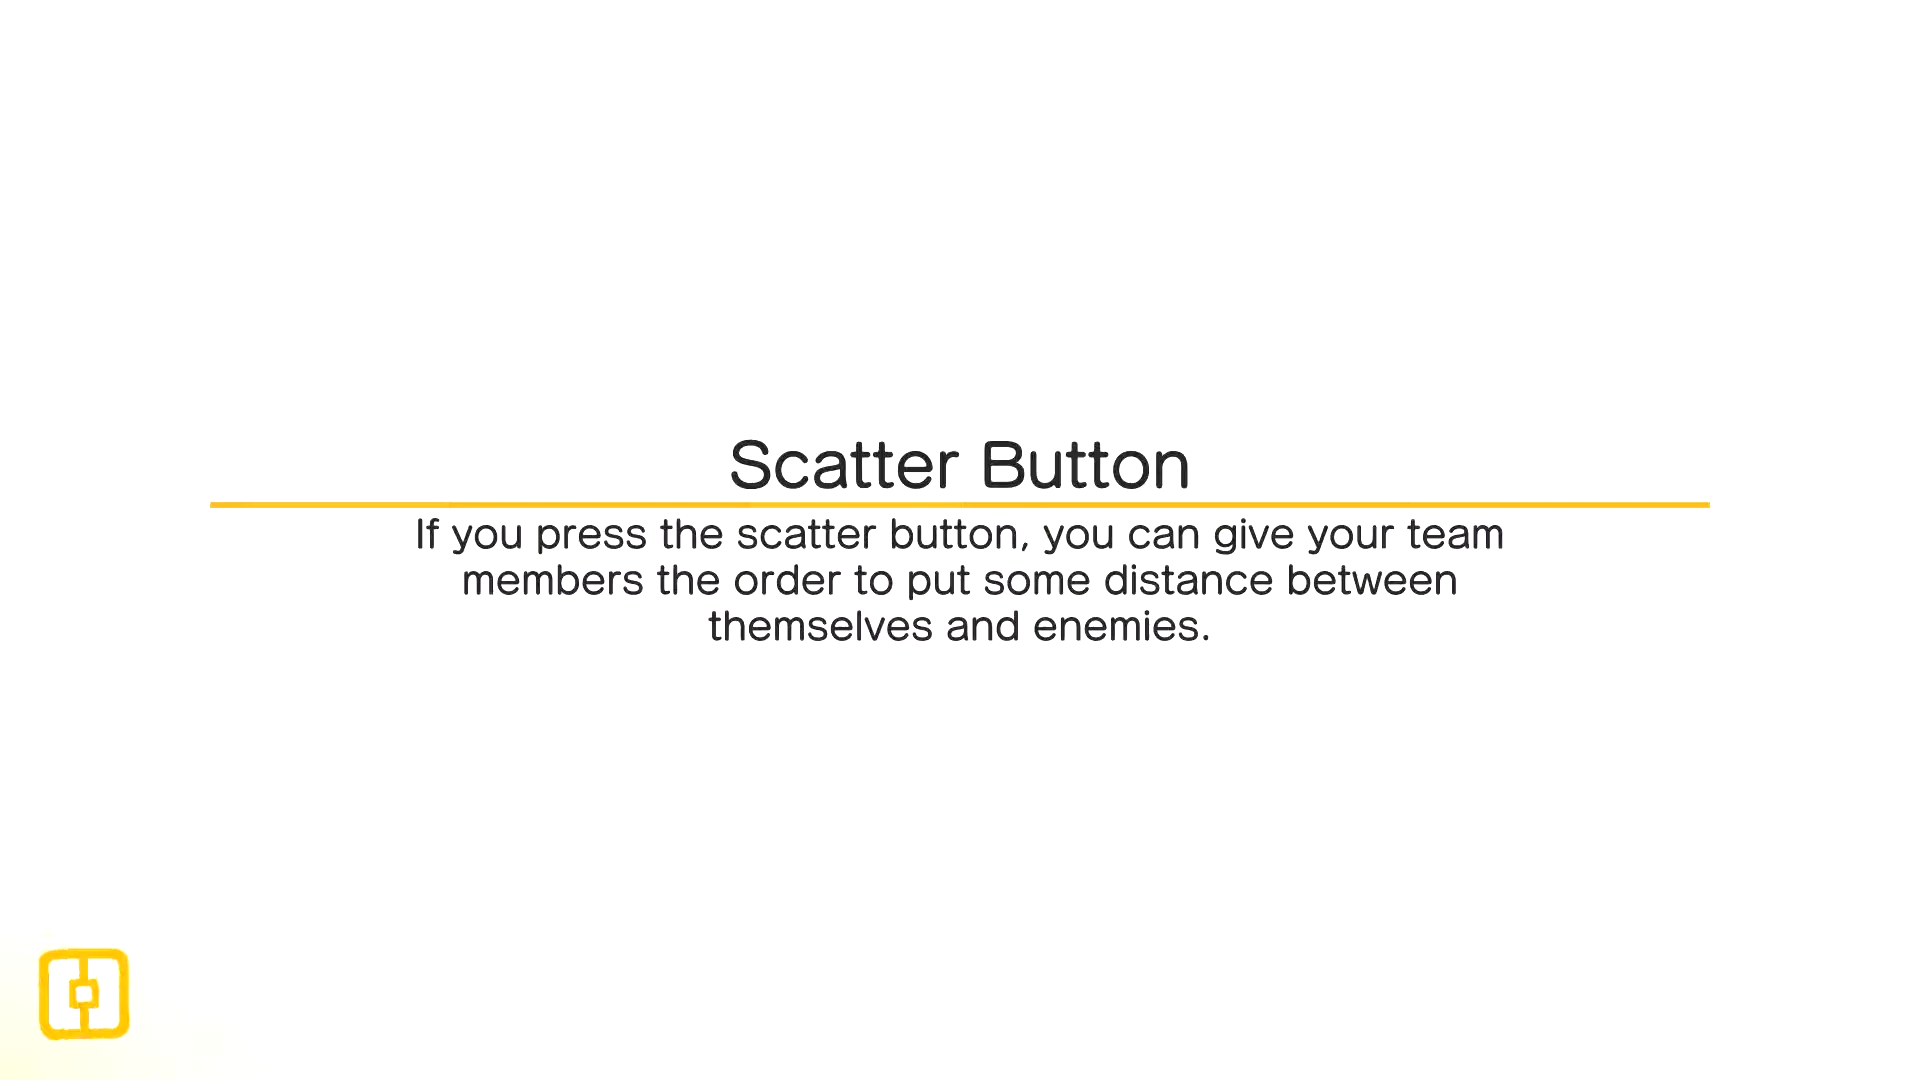 Scatter Button
If you press the scatter button, you can give your team
members the order to put some distance between
themselves and enemies.